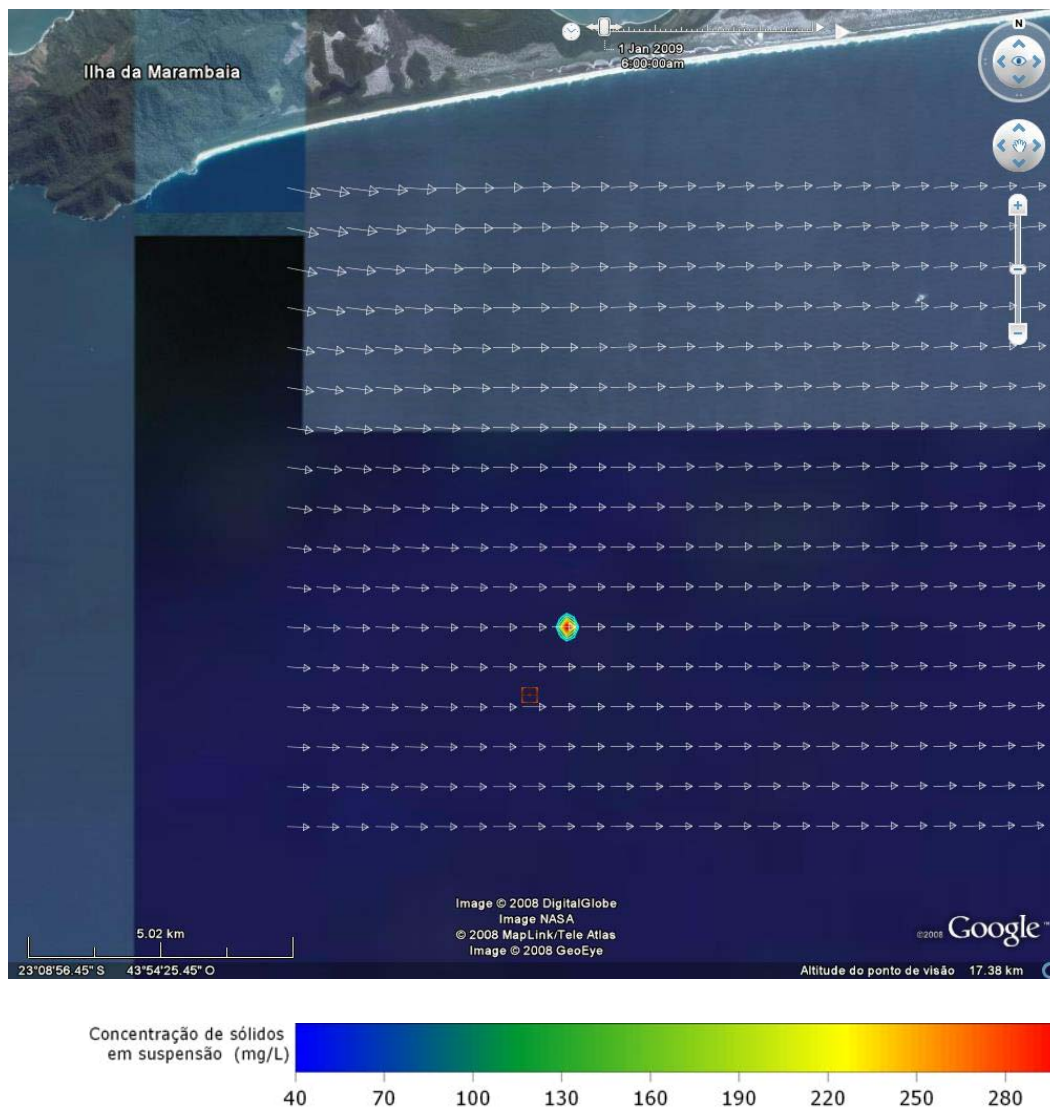 N
1 Jan 2009
6:00:00am
Ilha da Marambaia
5.02 km
Image © 2008 DigitalGlobe
Image NASA
© 2008 MapLink/Tele Atlas
Image © 2008 GeoEye
©2008 Google™
23°08'56.45" S 43°54'25.45" O
Altitude do ponto de visão 17.38 km
Concentração de sólidos
em suspensão (mg/L)
40 70 100 130 160 190 220 250 280